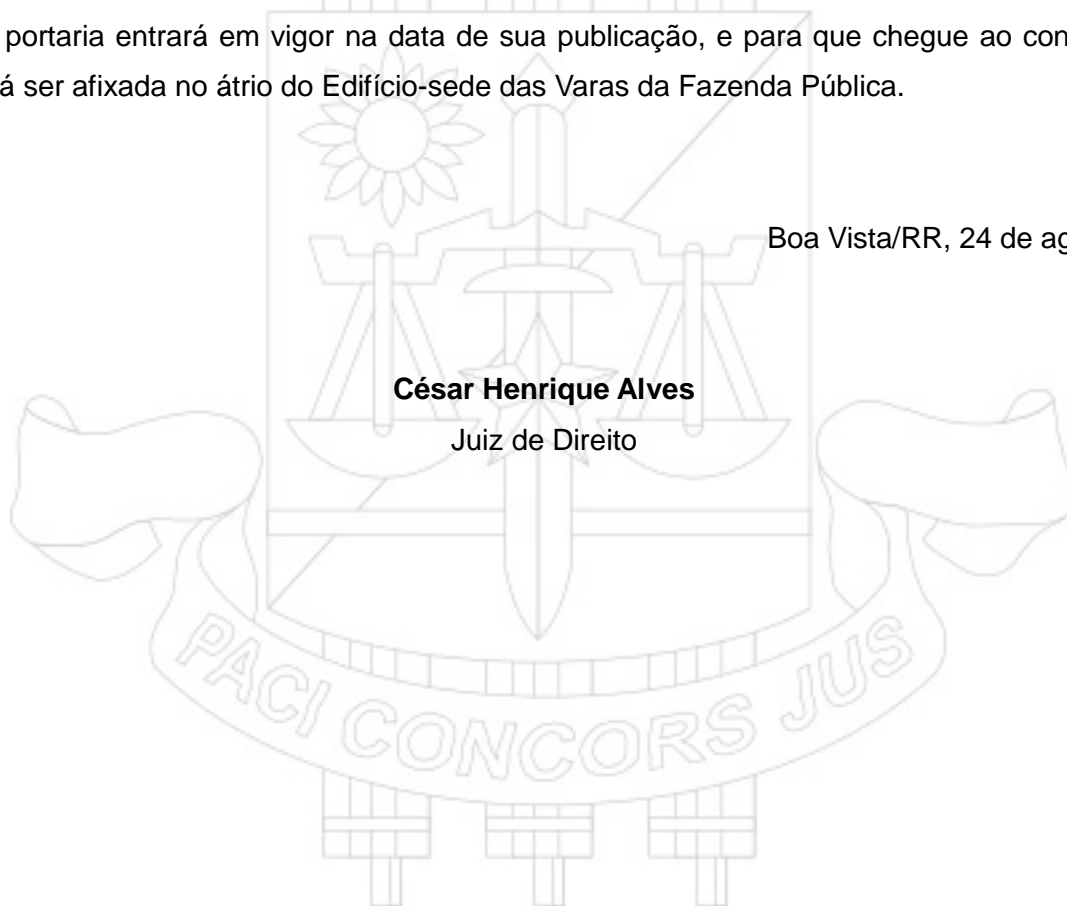 portaria entrará em vigor na data de sua publicação, e para que chegue ao con
á ser afixada no átrio do Edifício-sede das Varas da Fazenda Pública.
Boa Vista/RR, 24 de ag
César Henrique Alves
Juiz de Direito
PACI CONCORS JUS